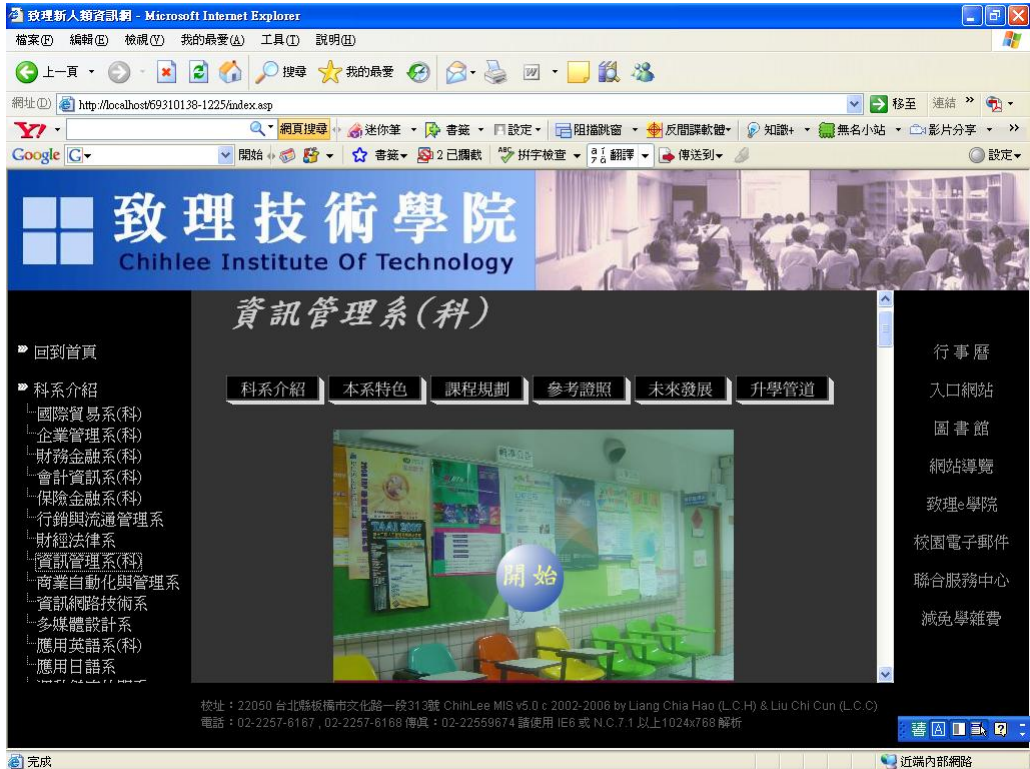 致理新人類資訊網 - Microsoft Internet Explorer
檔案(F) 編輯(E) 檢視(V) 我的最愛(A) 工具(T) 說明(H)
上一頁 搜尋 我的最愛
網址(D) http://localhost/69310138-1225/index.asp 移至 連結 »
Y7 網頁搜尋 迷你筆 書籤 設定 阻擋跳窗 反間諜軟體 知識+ 無名小站 影片分享 »
Google G 開始 書籤 2 已攔截 拼字檢查 翻譯 傳送到 設定
致理技術學院
Chihlee Institute Of Technology
資訊管理系(科)
回到首頁
科系介紹
國際貿易系(科)
企業管理系(科)
財務金融系(科)
會計資訊系(科)
保險金融系(科)
行銷與流通管理系
財經法律系
資訊管理系(科)
商業自動化與管理系
資訊網路技術系
多媒體設計系
應用英語系(科)
應用日語系
科系介紹 本系特色 課程規劃 參考證照 未來發展 升學管道
TAAI 2007
開始
行事曆
入口網站
圖書館
網站導覽
致理e學院
校園電子郵件
聯合服務中心
減免學雜費
校址：22050 台北縣板橋市文化路一段313號 ChihLee MIS v5.0 c 2002-2006 by Liang Chia Hao (L.C.H) & Liu Chi Cun (L.C.C)
電話：02-2257-6167 , 02-2257-6168 傳真：02-22559674 請使用 IE6 或 N.C.7.1 以上1024x768 解析
完成 近端內部網路